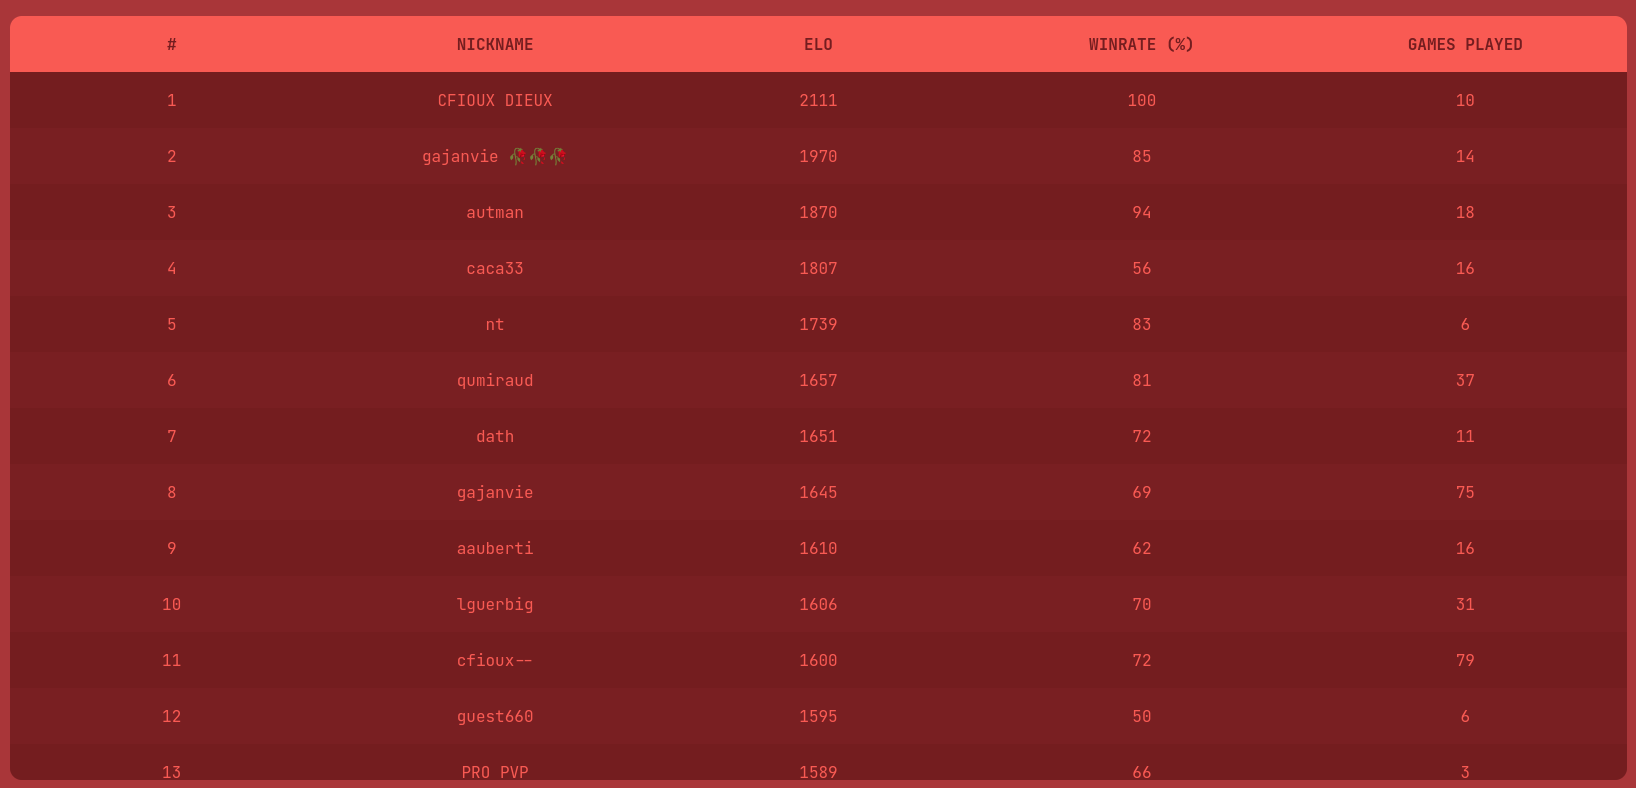 # NICKNAME ELO WINRATE (%) GAMES PLAYED
1 CFIOUX DIEUX 2111 100 10
2 gajanvie 🥀🥀🥀 1970 85 14
3 autman 1870 94 18
4 caca33 1807 56 16
5 nt 1739 83 6
6 qumiraud 1657 81 37
7 dath 1651 72 11
8 gajanvie 1645 69 75
9 aauberti 1610 62 16
10 lguerbig 1606 70 31
11 cfioux-- 1600 72 79
12 guest660 1595 50 6
13 PRO PVP 1589 66 3